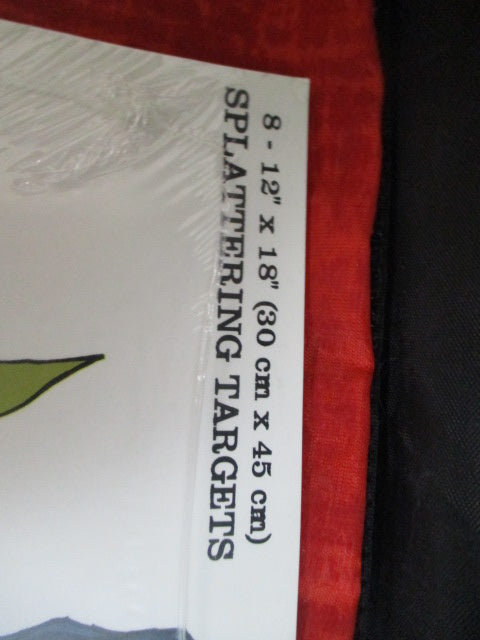 8 - 12" x 18" (30 cm x 45 cm)
SPLATTERING TARGETS